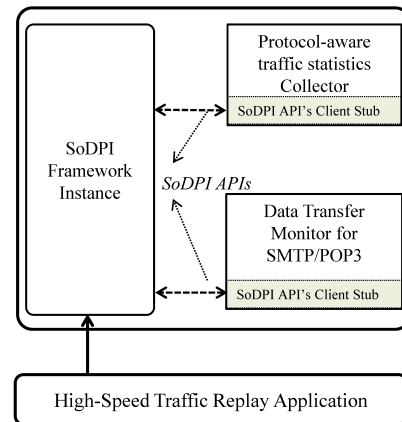 Protocol-aware
traffic statistics
Collector
SoDPI API's Client Stub
SoDPI
Framework
Instance
SoDPI APIs
Data Transfer
Monitor for
SMTP/POP3
SoDPI API's Client Stub
High-Speed Traffic Replay Application